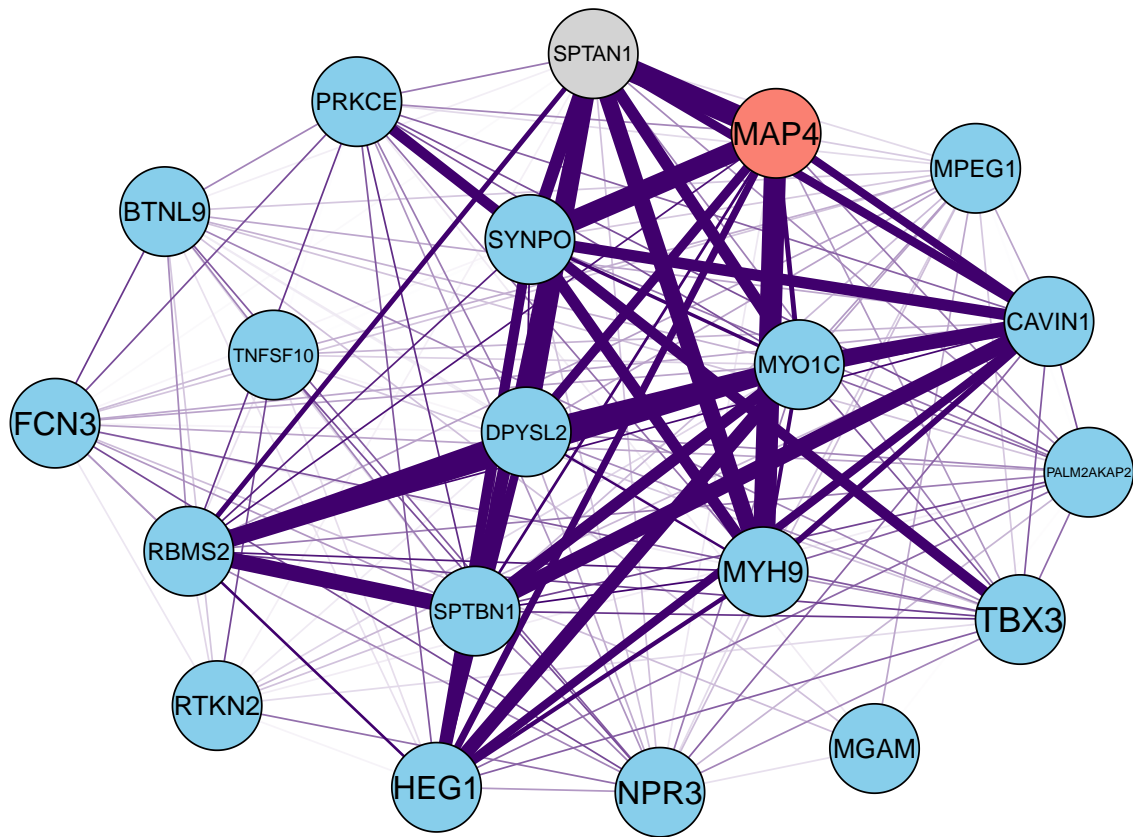 SPTAN1
PRKCE
MAP4
MPEG1
BTNL9
SYNPO
CAVIN1
TNFSF10
MYO1C
FCN3
DPYSL2
PALM2AKAP2
RBMS2
MYH9
SPTBN1
TBX3
RTKN2
MGAM
HEG1
NPR3